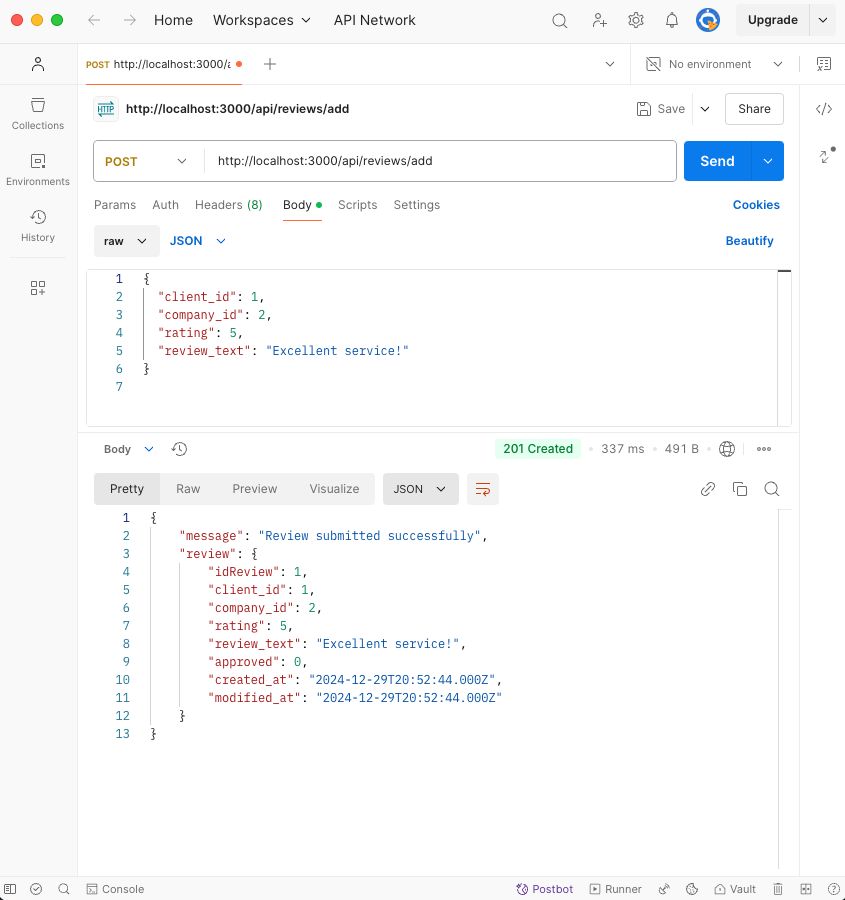 Home Workspaces API Network Upgrade
POST http://localhost:3000/a No environment
HTTP http://localhost:3000/api/reviews/add Save Share
Collections
Environments
History
POST http://localhost:3000/api/reviews/add Send
Params Auth Headers (8) Body Scripts Settings Cookies
raw JSON Beautify
1 {
2 "client_id": 1,
3 "company_id": 2,
4 "rating": 5,
5 "review_text": "Excellent service!"
6 }
7
Body 201 Created 337 ms 491 B
Pretty Raw Preview Visualize JSON
1 {
2 "message": "Review submitted successfully",
3 "review": {
4 "idReview": 1,
5 "client_id": 1,
6 "company_id": 2,
7 "rating": 5,
8 "review_text": "Excellent service!",
9 "approved": 0,
10 "created_at": "2024-12-29T20:52:44.000Z",
11 "modified_at": "2024-12-29T20:52:44.000Z"
12 }
13 }
Console Postbot Runner Vault